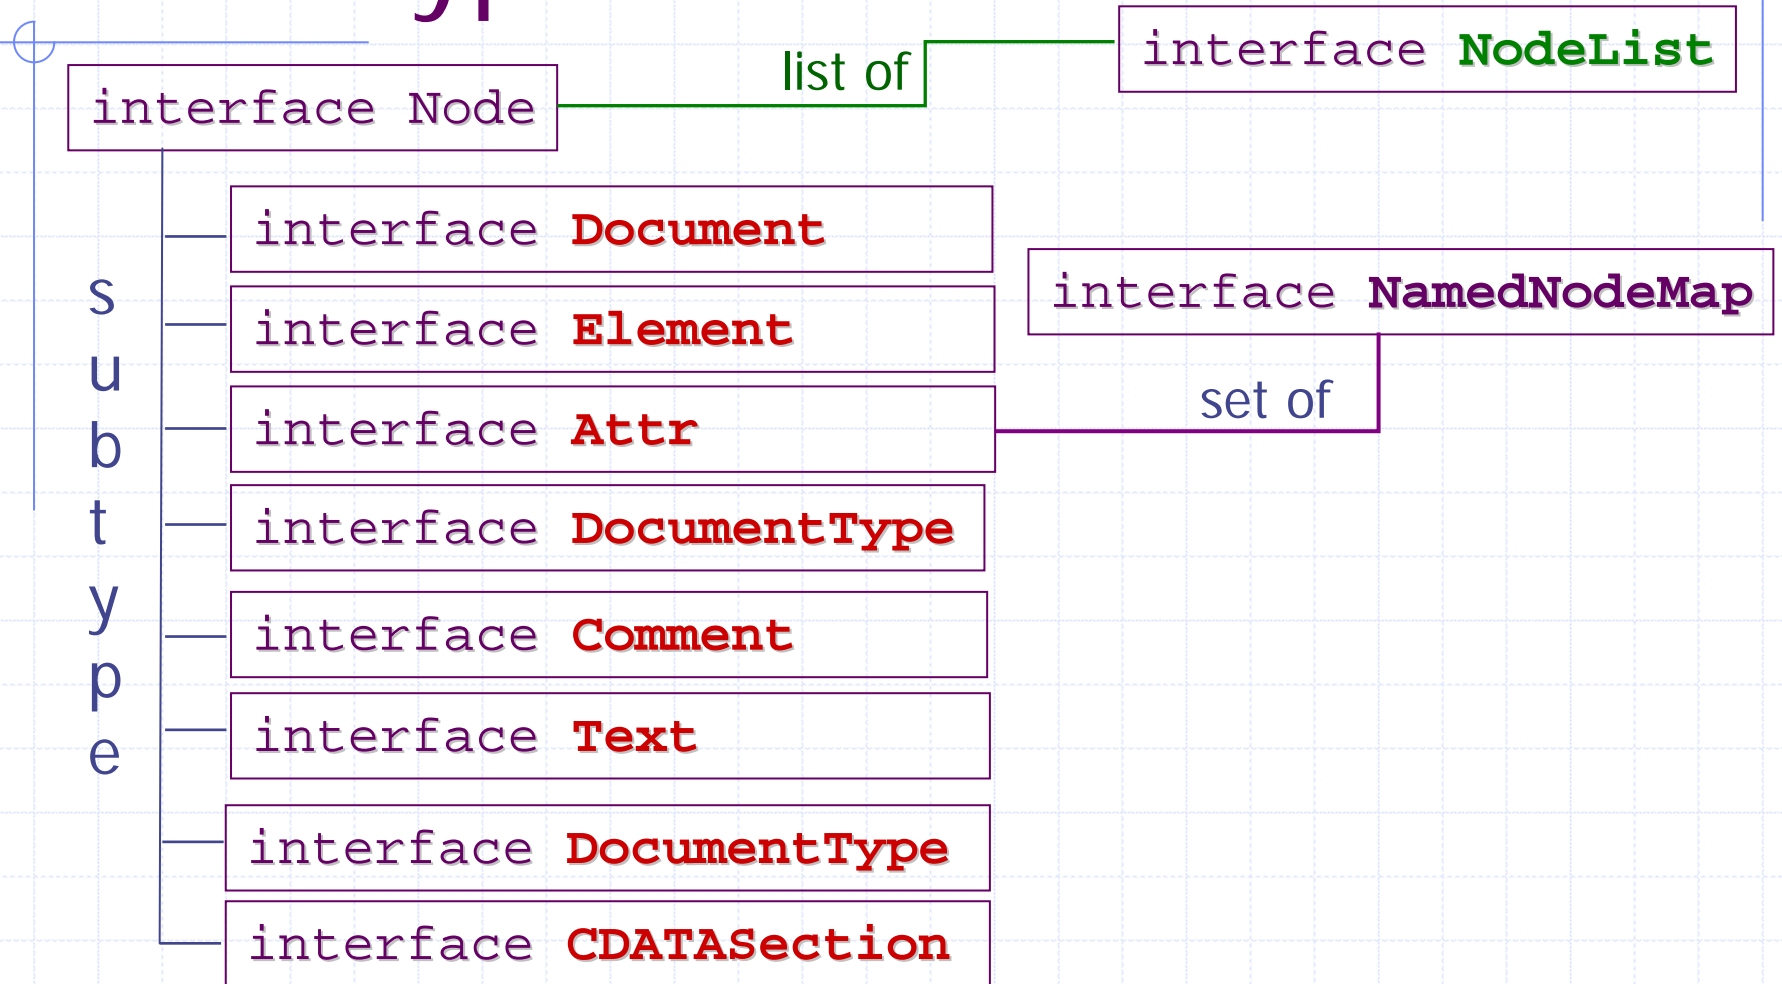 list of
interface NodeList
interface Node
interface Document
interface NamedNodeMap
interface Element
set of
interface Attr
interface DocumentType
interface Comment
interface Text
interface DocumentType
interface CDATASection
subtype